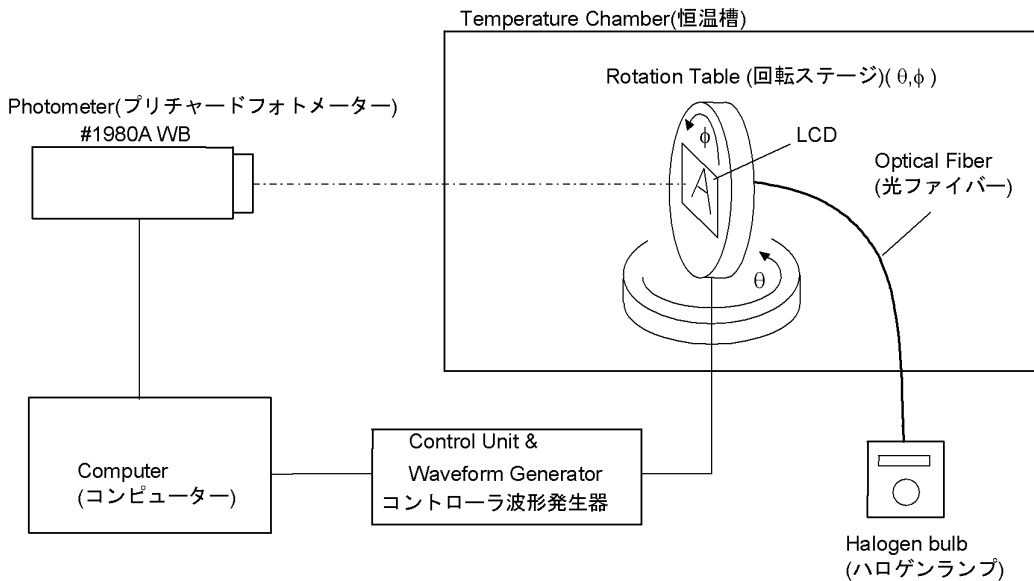 Temperature Chamber(恒温槽)
Rotation Table (回転ステージ)( θ,ϕ )
Photometer(プリチャードフォトメーター)
#1980A WB
ϕ
LCD
Optical Fiber
(光ファイバー)
A
θ
Computer
(コンピューター)
Control Unit &
Waveform Generator
コントローラ波形発生器
Halogen bulb
(ハロゲンランプ)